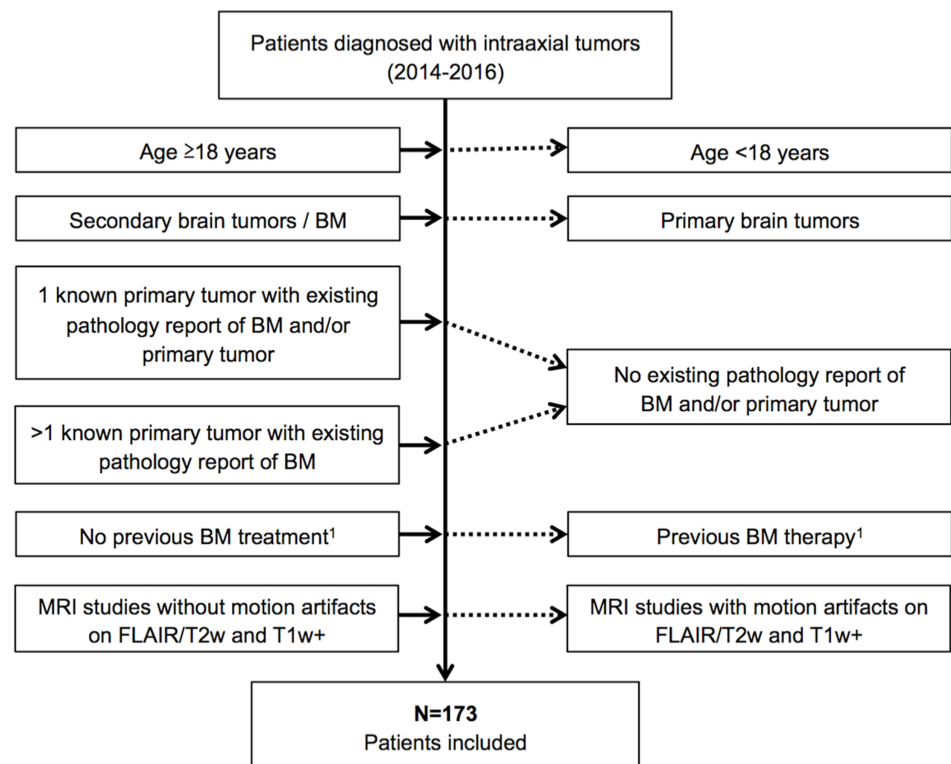 Patients diagnosed with intraaxial tumors
(2014-2016)
Age ≥18 years
Age <18 years
Secondary brain tumors / BM
Primary brain tumors
1 known primary tumor with existing
pathology report of BM and/or
primary tumor
No existing pathology report of
BM and/or primary tumor
>1 known primary tumor with existing
pathology report of BM
No previous BM treatment¹
Previous BM therapy¹
MRI studies without motion artifacts
on FLAIR/T2w and T1w+
MRI studies with motion artifacts on
FLAIR/T2w and T1w+
N=173
Patients included